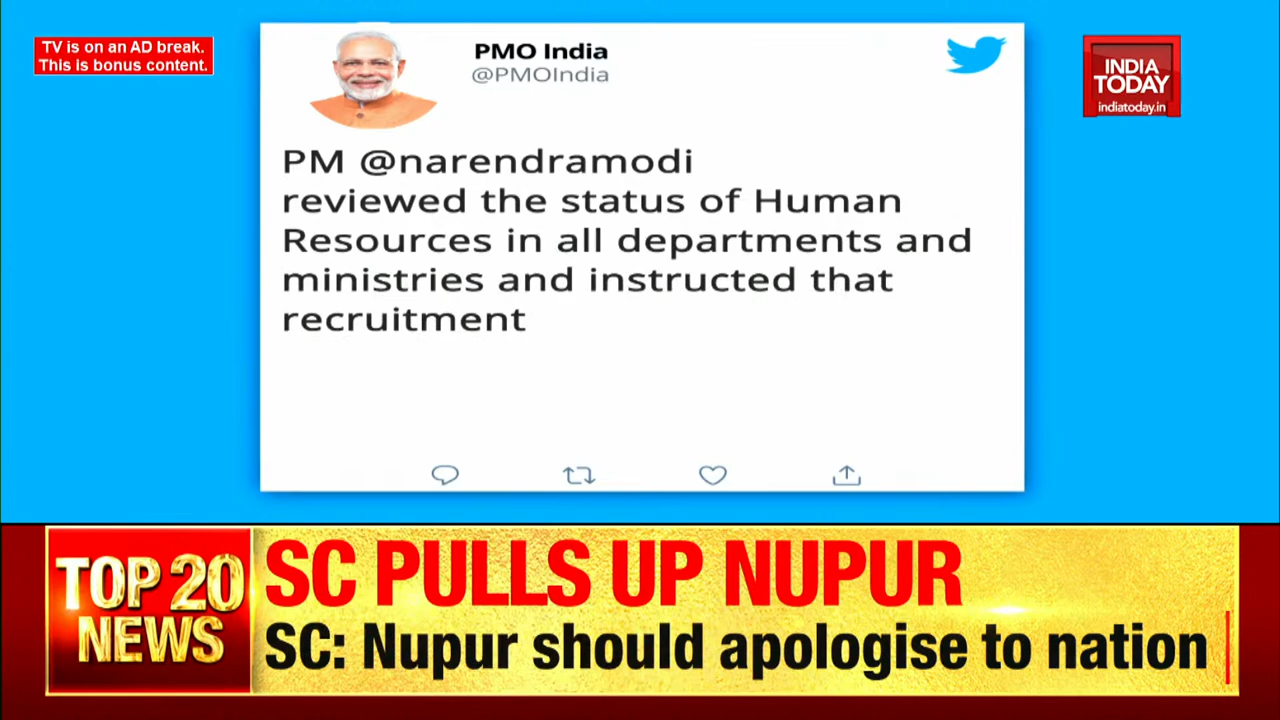 TV is on an AD break.
This is bonus content.
PMO India
@PMOIndia
INDIA
TODAY
indiatoday.in
PM @narendramodi
reviewed the status of Human
Resources in all departments and
ministries and instructed that
recruitment
TOP 20
NEWS
SC PULLS UP NUPUR
SC: Nupur should apologise to nation